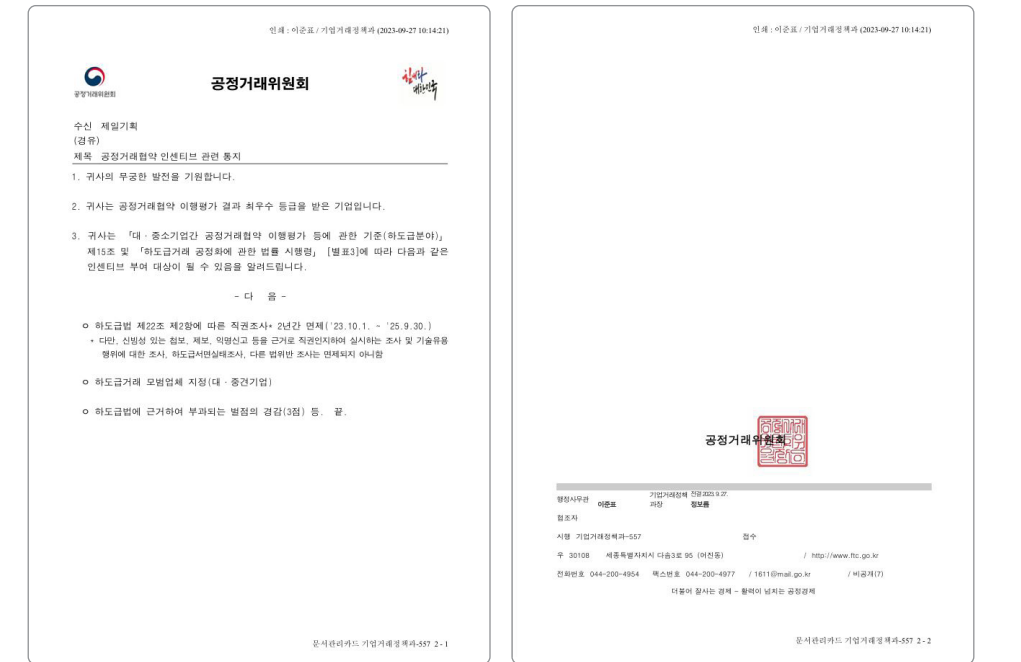 인쇄 : 이준표 / 기업거래정책과 (2023-09-27 10:14:21)
공정거래위원회
공정거래위원회
힘내라
대한민국
수신 제일기획
(경유)
제목 공정거래협약 인센티브 관련 통지
1. 귀사의 무궁한 발전을 기원합니다.
2. 귀사는 공정거래협약 이행평가 결과 최우수 등급을 받은 기업입니다.
3. 귀사는 「대ㆍ중소기업간 공정거래협약 이행평가 등에 관한 기준(하도급분야)」
제15조 및 「하도급거래 공정화에 관한 법률 시행령」 [별표3]에 따라 다음과 같은
인센티브 부여 대상이 될 수 있음을 알려드립니다.
- 다 음 -
ㅇ 하도급법 제22조 제2항에 따른 직권조사* 2년간 면제('23.10.1. - '25.9.30.)
* 다만, 신빙성 있는 첩보, 제보, 익명신고 등을 근거로 직권인지하여 실시하는 조사 및 기술유용
행위에 대한 조사, 하도급서면실태조사, 다른 법위반 조사는 면제되지 아니함
ㅇ 하도급거래 모범업체 지정(대ㆍ중견기업)
ㅇ 하도급법에 근거하여 부과되는 벌점의 경감(3점) 등. 끝.
문서관리카드 기업거래정책과-557 2 - 1
인쇄 : 이준표 / 기업거래정책과 (2023-09-27 10:14:21)
공정거래위원회
행정사무관 이준표 기업거래정책과장 전결 2023. 9. 27. 정보름
협조자
시행 기업거래정책과-557 접수
우 30108 세종특별자치시 다솜3로 95 (어진동) / http://www.ftc.go.kr
전화번호 044-200-4954 팩스번호 044-200-4977 / 1611@mail.go.kr / 비공개(7)
더불어 잘사는 경제 - 활력이 넘치는 공정경제
문서관리카드 기업거래정책과-557 2 - 2